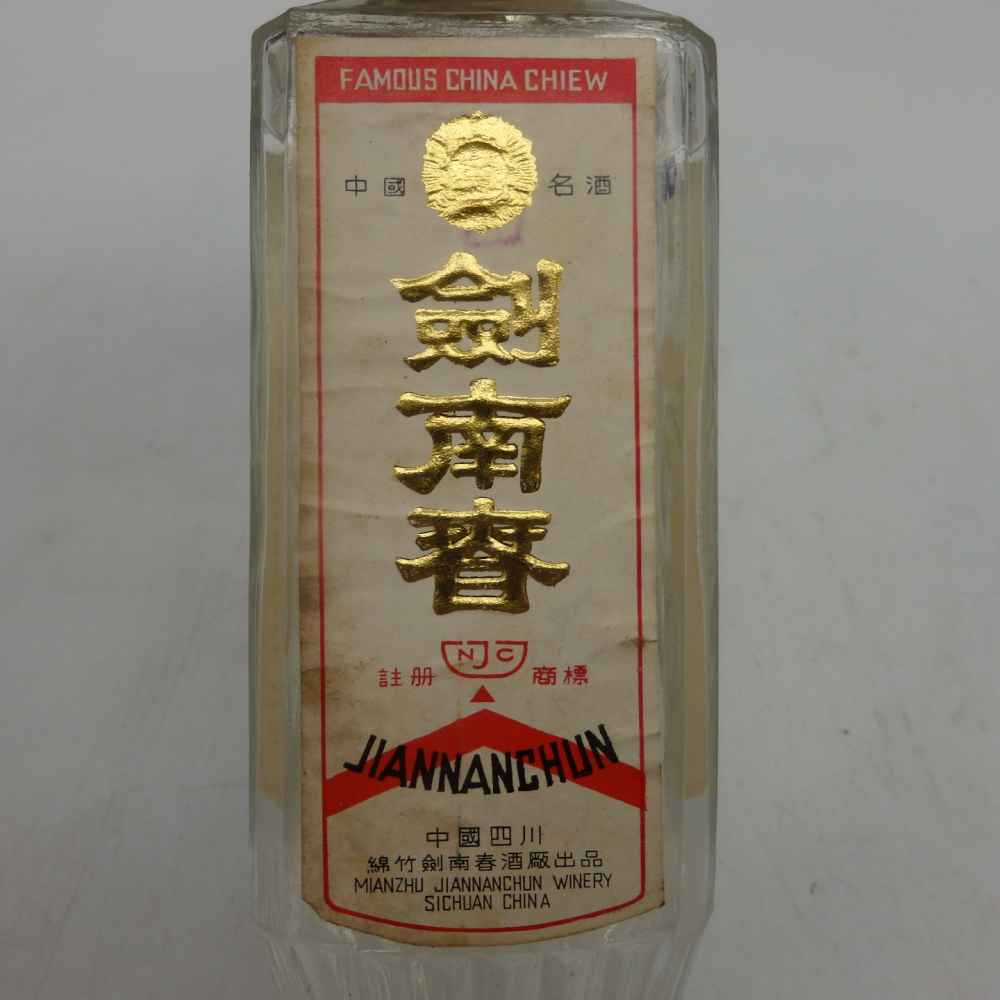 FAMOUS CHINA CHIEW
中國 名酒
劍南春
NJC
註册 商標
JIANNANCHUN
中國四川
綿竹劍南春酒厰出品
MIANZHU JIANNANCHUN WINERY
SICHUAN CHINA